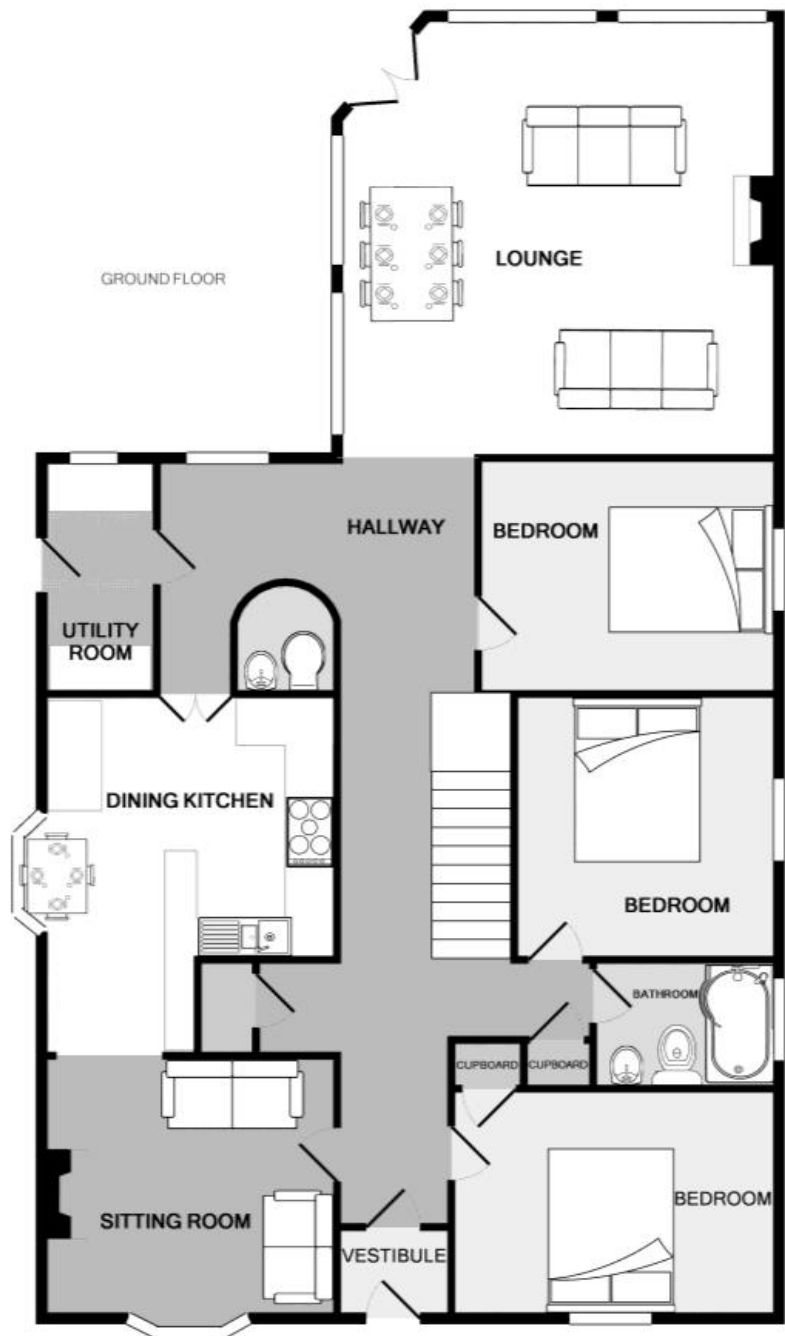 GROUND FLOOR
LOUNGE
HALLWAY
BEDROOM
UTILITY
ROOM
DINING KITCHEN
BEDROOM
BATHROOM
CUPBOARD
CUPBOARD
BEDROOM
SITTING ROOM
VESTIBULE